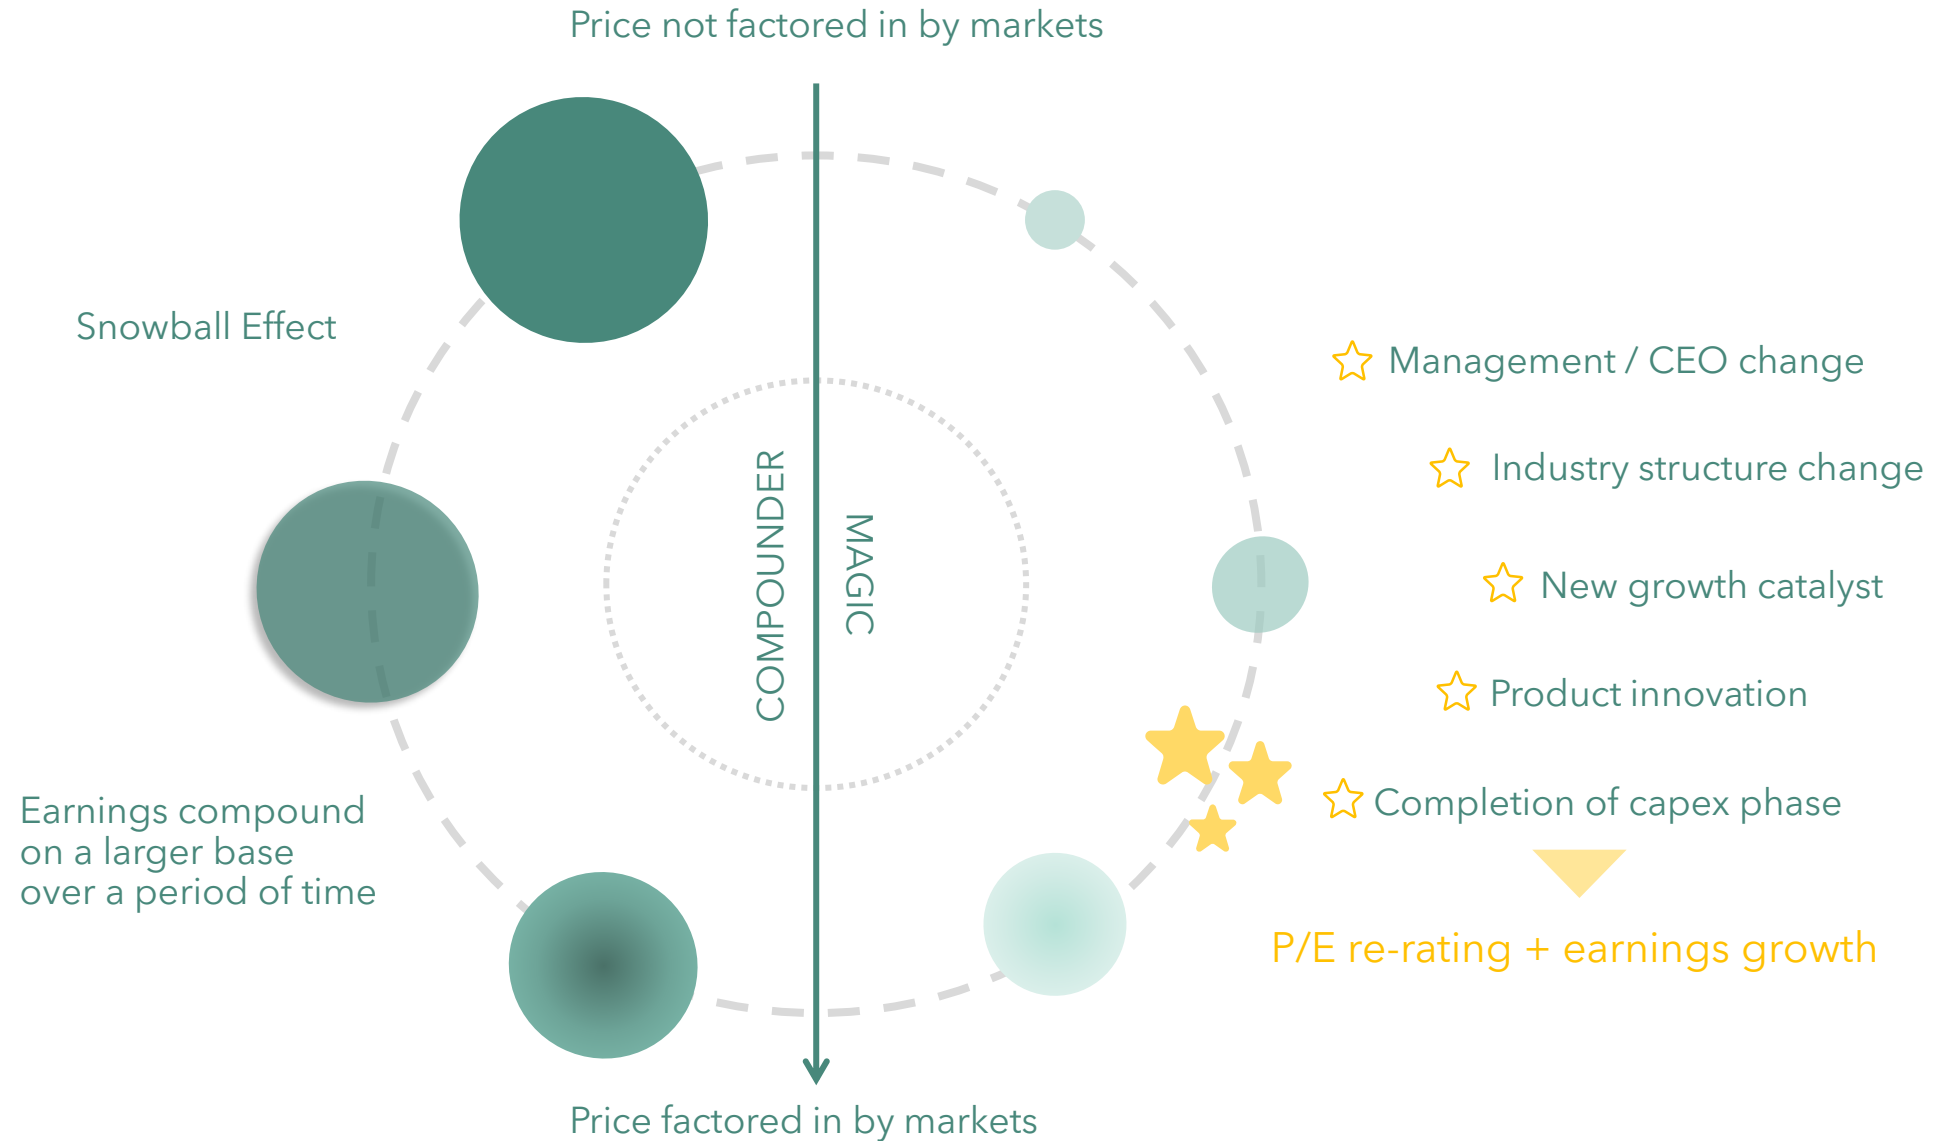 Price not factored in by markets
Snowball Effect
Earnings compound
on a larger base
over a period of time
COMPOUNDER
MAGIC
Management / CEO change
Industry structure change
New growth catalyst
Product innovation
Completion of capex phase
P/E re-rating + earnings growth
Price factored in by markets